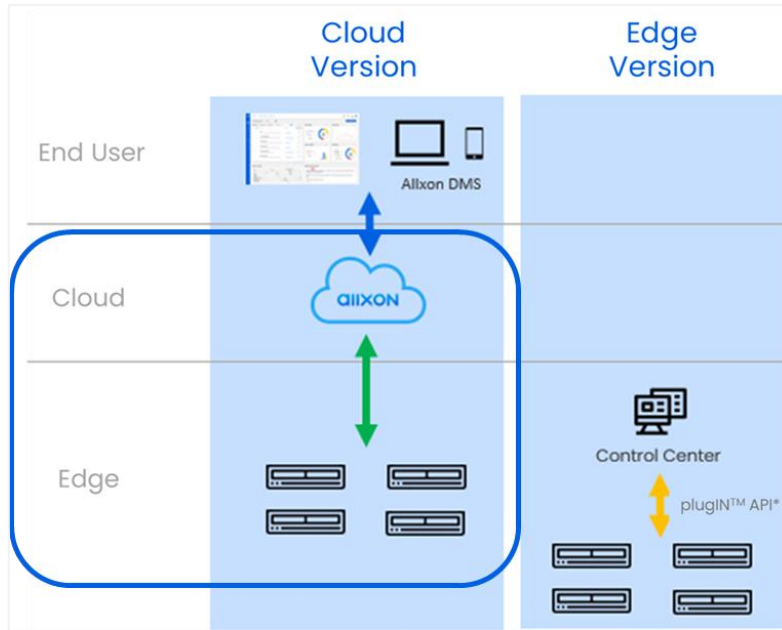 Cloud
Version
Edge
Version
End User
Allxon DMS
Cloud
allxon
Edge
Control Center
plugIN™ API*